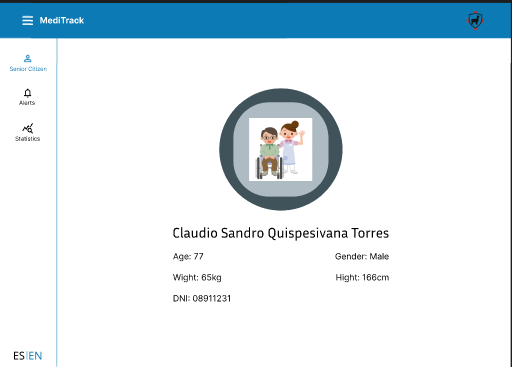 MediTrack
Senior Citizen
Alerts
Statistics
Claudio Sandro Quispesivana Torres
Age: 77
Gender: Male
Wight: 65kg
Hight: 166cm
DNI: 08911231
ES|EN